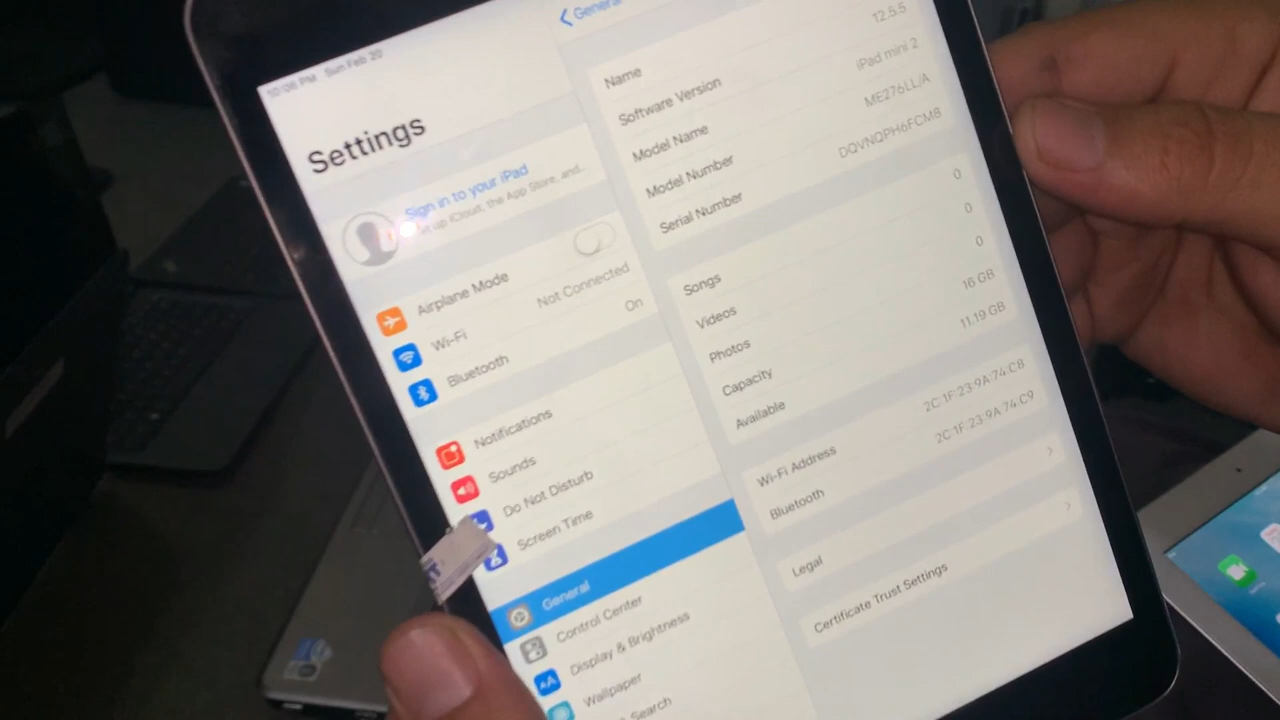 10:08 PM Sun Feb 20
Settings
Sign in to your iPad
up iCloud, the App Store, and...
Airplane Mode
Wi-Fi Not Connected
Bluetooth On
Notifications
Sounds
Do Not Disturb
Screen Time
General
Control Center
Display & Brightness
Wallpaper
& Search
General
Name
Software Version 12.5.5
Model Name iPad mini 2
Model Number ME276LL/A
Serial Number DQVNQPH6FCM8
Songs 0
Videos 0
Photos 0
Capacity 16 GB
Available 11.19 GB
Wi-Fi Address 2C:1F:23:9A:74:C8
Bluetooth 2C:1F:23:9A:74:C9
Legal
Certificate Trust Settings